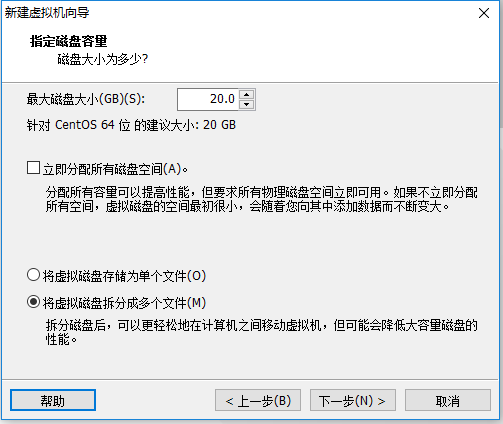 新建虚拟机向导
指定磁盘容量
磁盘大小为多少?
最大磁盘大小(GB)(S): 20.0
针对 CentOS 64 位 的建议大小: 20 GB
立即分配所有磁盘空间(A)。
分配所有容量可以提高性能，但要求所有物理磁盘空间立即可用。如果不立即分配
所有空间，虚拟磁盘的空间最初很小，会随着您向其中添加数据而不断变大。
将虚拟磁盘存储为单个文件(O)
将虚拟磁盘拆分成多个文件(M)
拆分磁盘后，可以更轻松地在计算机之间移动虚拟机，但可能会降低大容量磁盘的
性能。
帮助 < 上一步(B) 下一步(N) > 取消